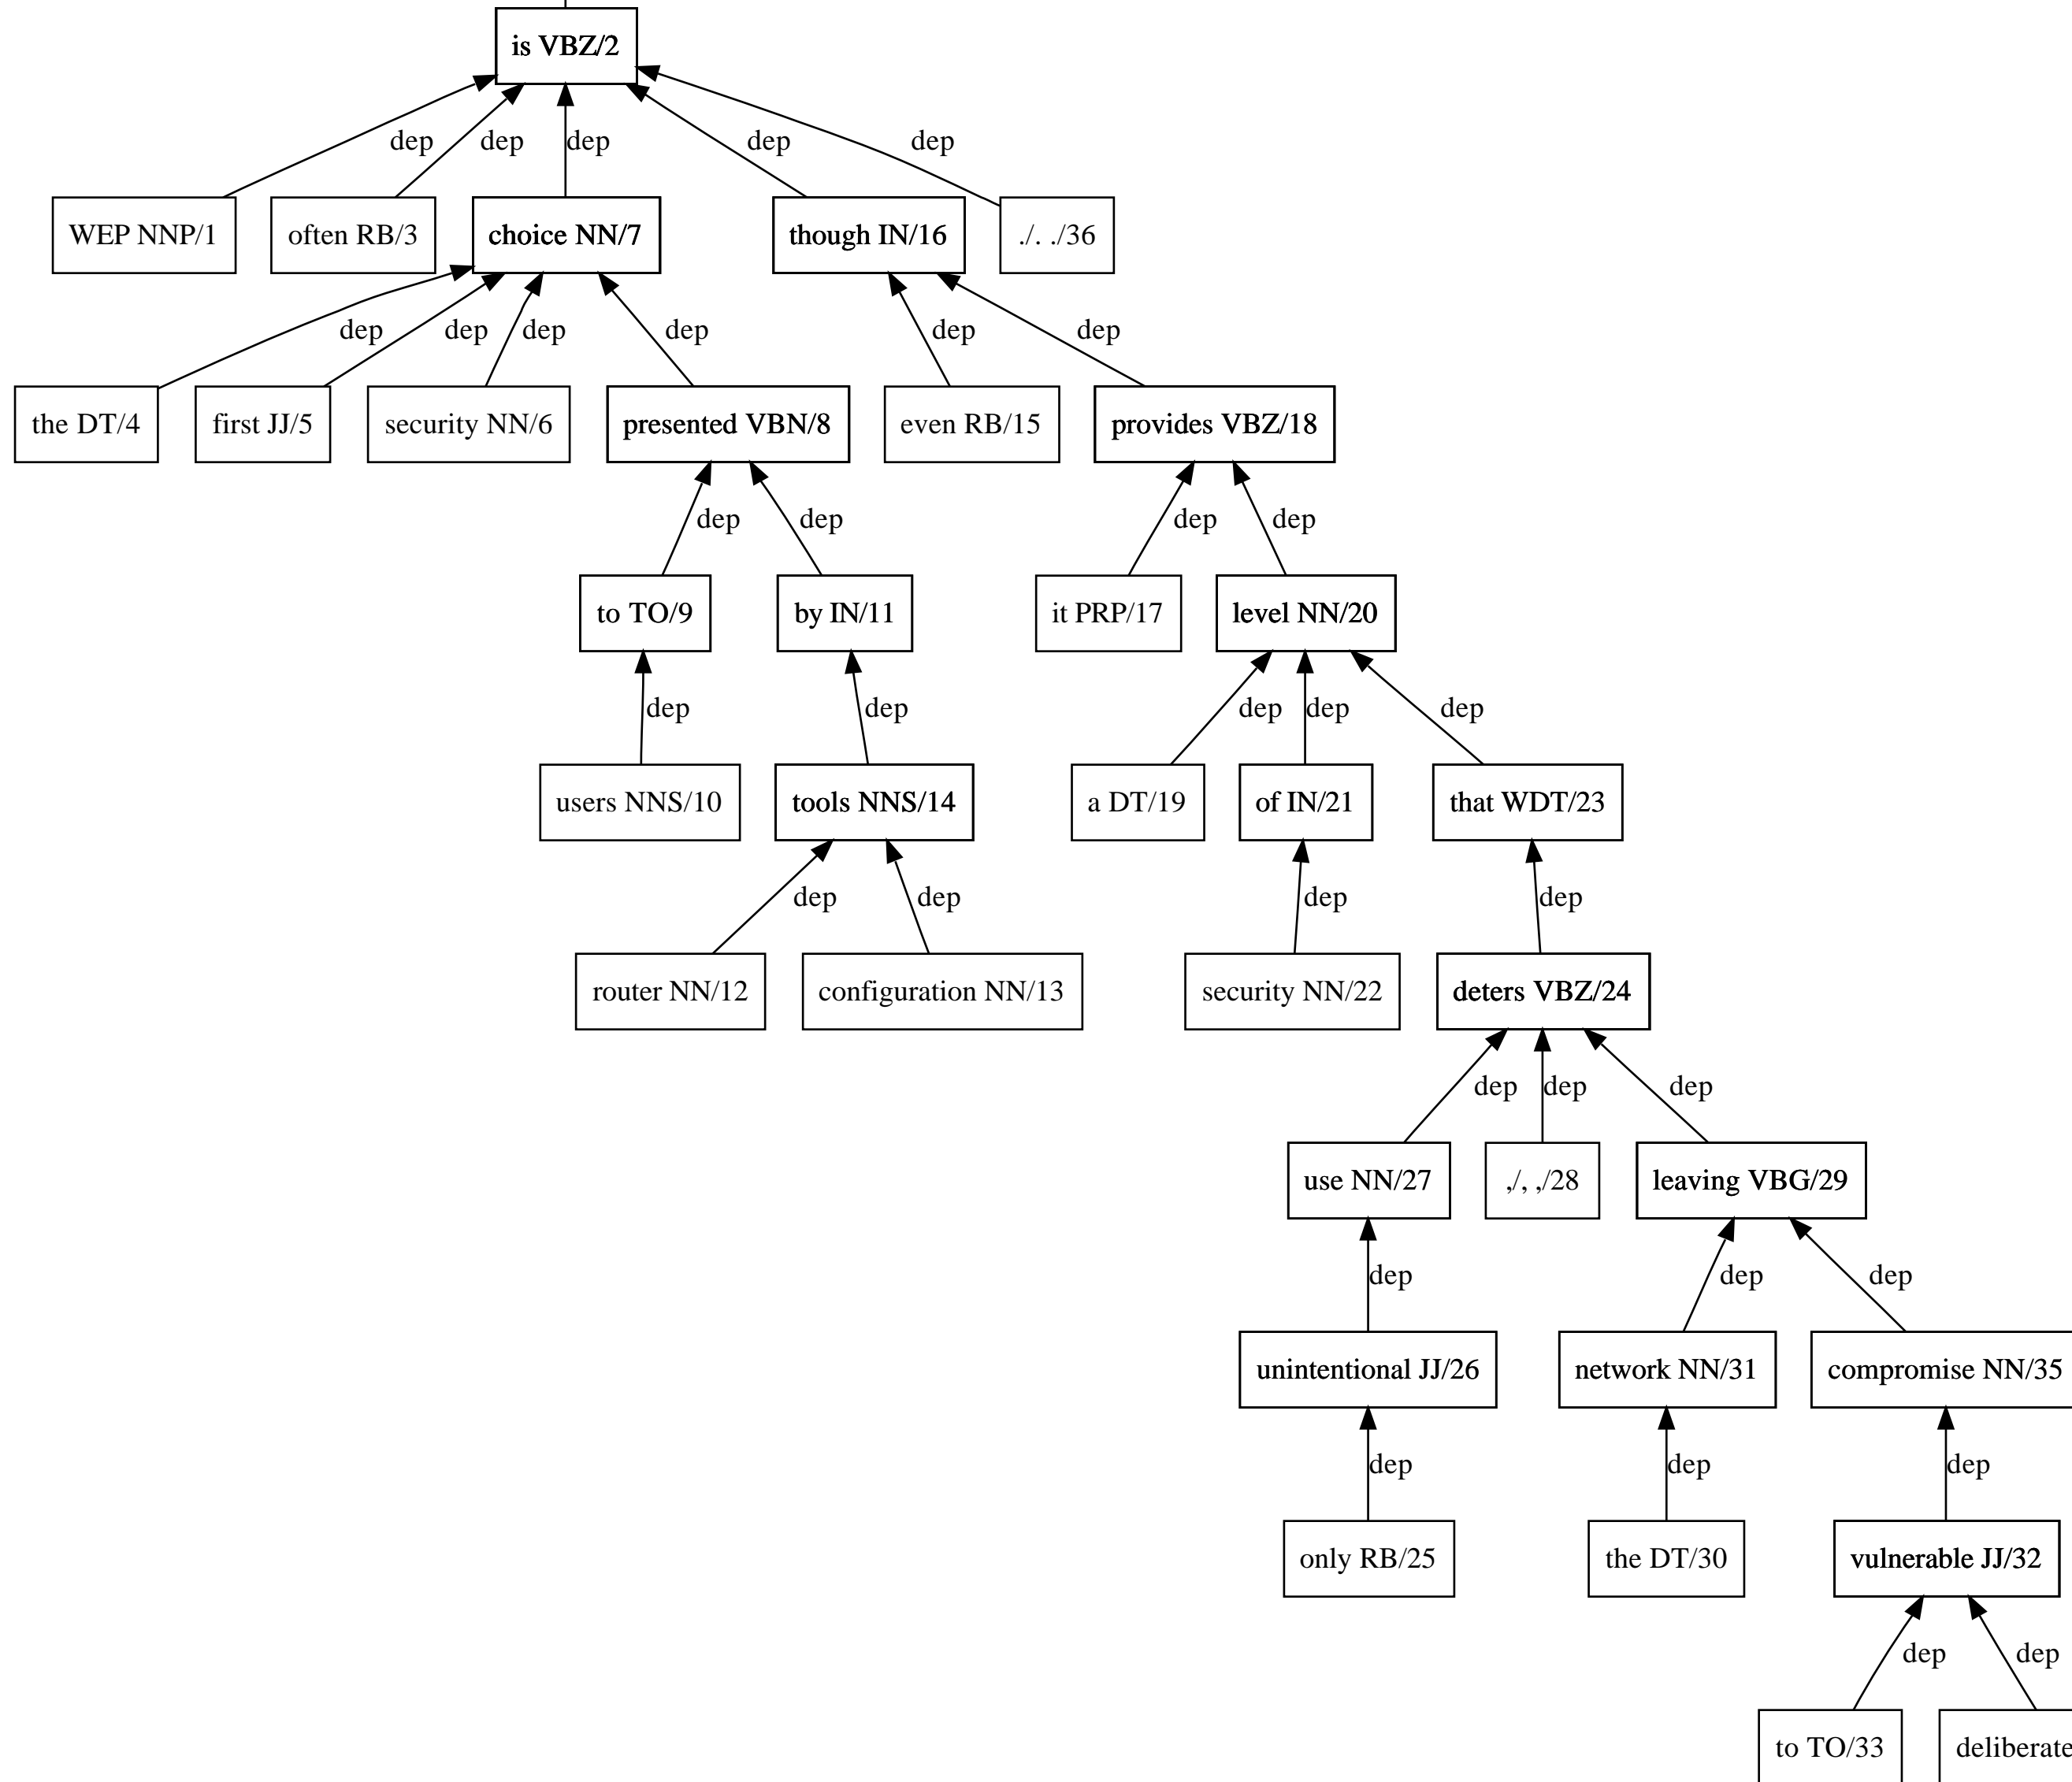 is VBZ/2
dep dep dep dep dep
WEP NNP/1 often RB/3 choice NN/7 though IN/16 ./. ./36
dep dep dep dep dep dep
the DT/4 first JJ/5 security NN/6 presented VBN/8 even RB/15 provides VBZ/18
dep dep dep dep
to TO/9 by IN/11 it PRP/17 level NN/20
dep dep dep dep dep
users NNS/10 tools NNS/14 a DT/19 of IN/21 that WDT/23
dep dep dep dep
router NN/12 configuration NN/13 security NN/22 deters VBZ/24
dep dep dep
use NN/27 ,/, ,/28 leaving VBG/29
dep dep dep
unintentional JJ/26 network NN/31 compromise NN/35
dep dep dep
only RB/25 the DT/30 vulnerable JJ/32
dep dep
to TO/33 deliberate